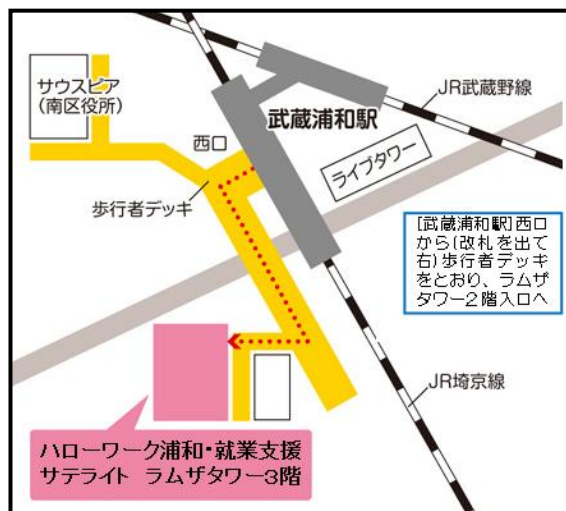 サウスピア
(南区役所)
JR武蔵野線
武蔵浦和駅
西口
ライブタワー
歩行者デッキ
[武蔵浦和駅]西口
から(改札を出て
右)歩行者デッキ
をとおり、ラムザ
タワー2階入口へ
JR埼京線
ハローワーク浦和・就業支援
サテライト ラムザタワー3階